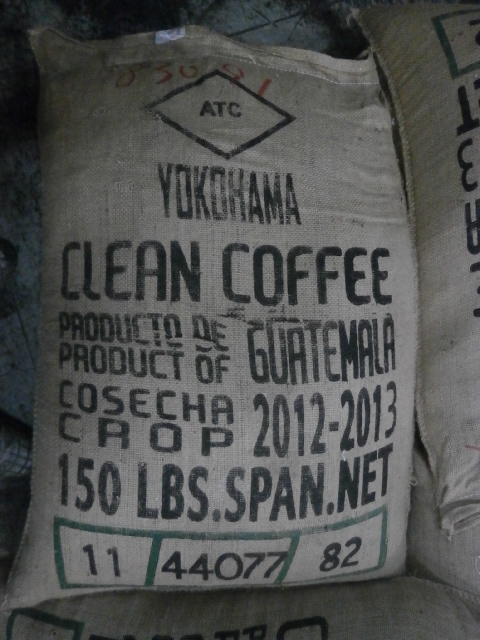 ATC
YOKOHAMA
CLEAN COFFEE
PRODUCTO DE
PRODUCT OF GUATEMALA
COSECHA
CROP 2012-2013
150 LBS.SPAN.NET
11 44077 82